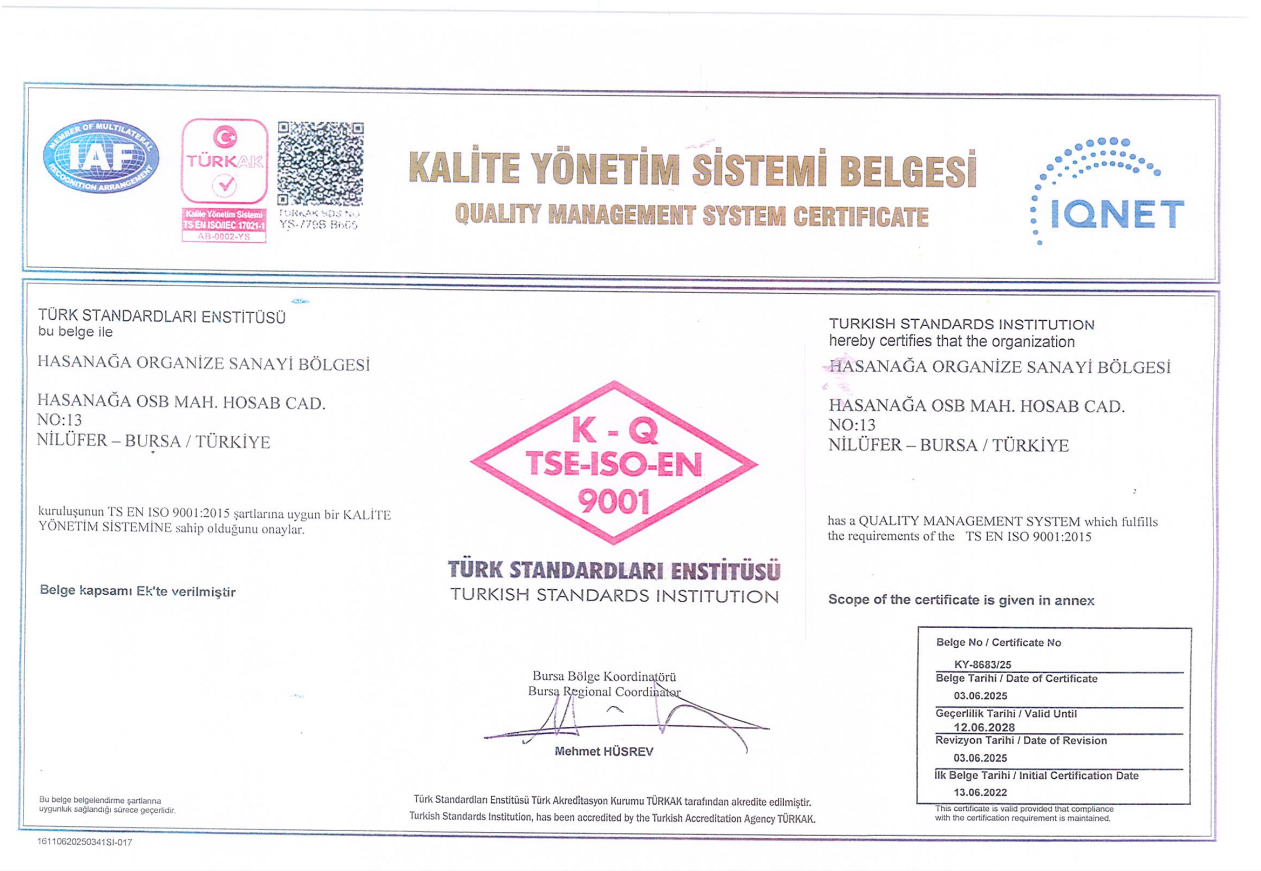 MEMBER OF MULTILATERAL
IAF
RECOGNITION ARRANGEMENT
TÜRKAK
Kalite Yönetim Sistemi
TS EN ISO/IEC 17021-1
AB-0002-YS
TÜRKAK SDS NO
KALİTE YÖNETİM SİSTEMİ BELGESİ
QUALITY MANAGEMENT SYSTEM CERTIFICATE
IQNET
TÜRK STANDARDLARI ENSTİTÜSÜ
bu belge ile
HASANAĞA ORGANİZE SANAYİ BÖLGESİ
HASANAĞA OSB MAH. HOSAB CAD.
NO:13
NİLÜFER – BURSA / TÜRKİYE
kuruluşunun TS EN ISO 9001:2015 şartlarına uygun bir KALİTE
YÖNETİM SİSTEMİNE sahip olduğunu onaylar.
Belge kapsamı Ek'te verilmiştir
K - Q
TSE-ISO-EN
9001
TÜRK STANDARDLARI ENSTİTÜSÜ
TURKISH STANDARDS INSTITUTION
Bursa Bölge Koordinatörü
Bursa Regional Coordinator
Mehmet HÜSREV
TURKISH STANDARDS INSTITUTION
hereby certifies that the organization
HASANAĞA ORGANİZE SANAYİ BÖLGESİ
HASANAĞA OSB MAH. HOSAB CAD.
NO:13
NİLÜFER – BURSA / TÜRKİYE
has a QUALITY MANAGEMENT SYSTEM which fulfills
the requirements of the TS EN ISO 9001:2015
Scope of the certificate is given in annex
Belge No / Certificate No
KY-8683/25
Belge Tarihi / Date of Certificate
03.06.2025
Geçerlilik Tarihi / Valid Until
12.06.2028
Revizyon Tarihi / Date of Revision
03.06.2025
İlk Belge Tarihi / Initial Certification Date
13.06.2022
This certificate is valid provided that compliance
with the certification requirement is maintained.
Bu belge belgelendirme şartlarına
uygunluk sağlandığı sürece geçerlidir.
Türk Standardları Enstitüsü Türk Akreditasyon Kurumu TÜRKAK tarafından akredite edilmiştir.
Turkish Standards Institution, has been accredited by the Turkish Accreditation Agency TÜRKAK.
16110620250341SI-017